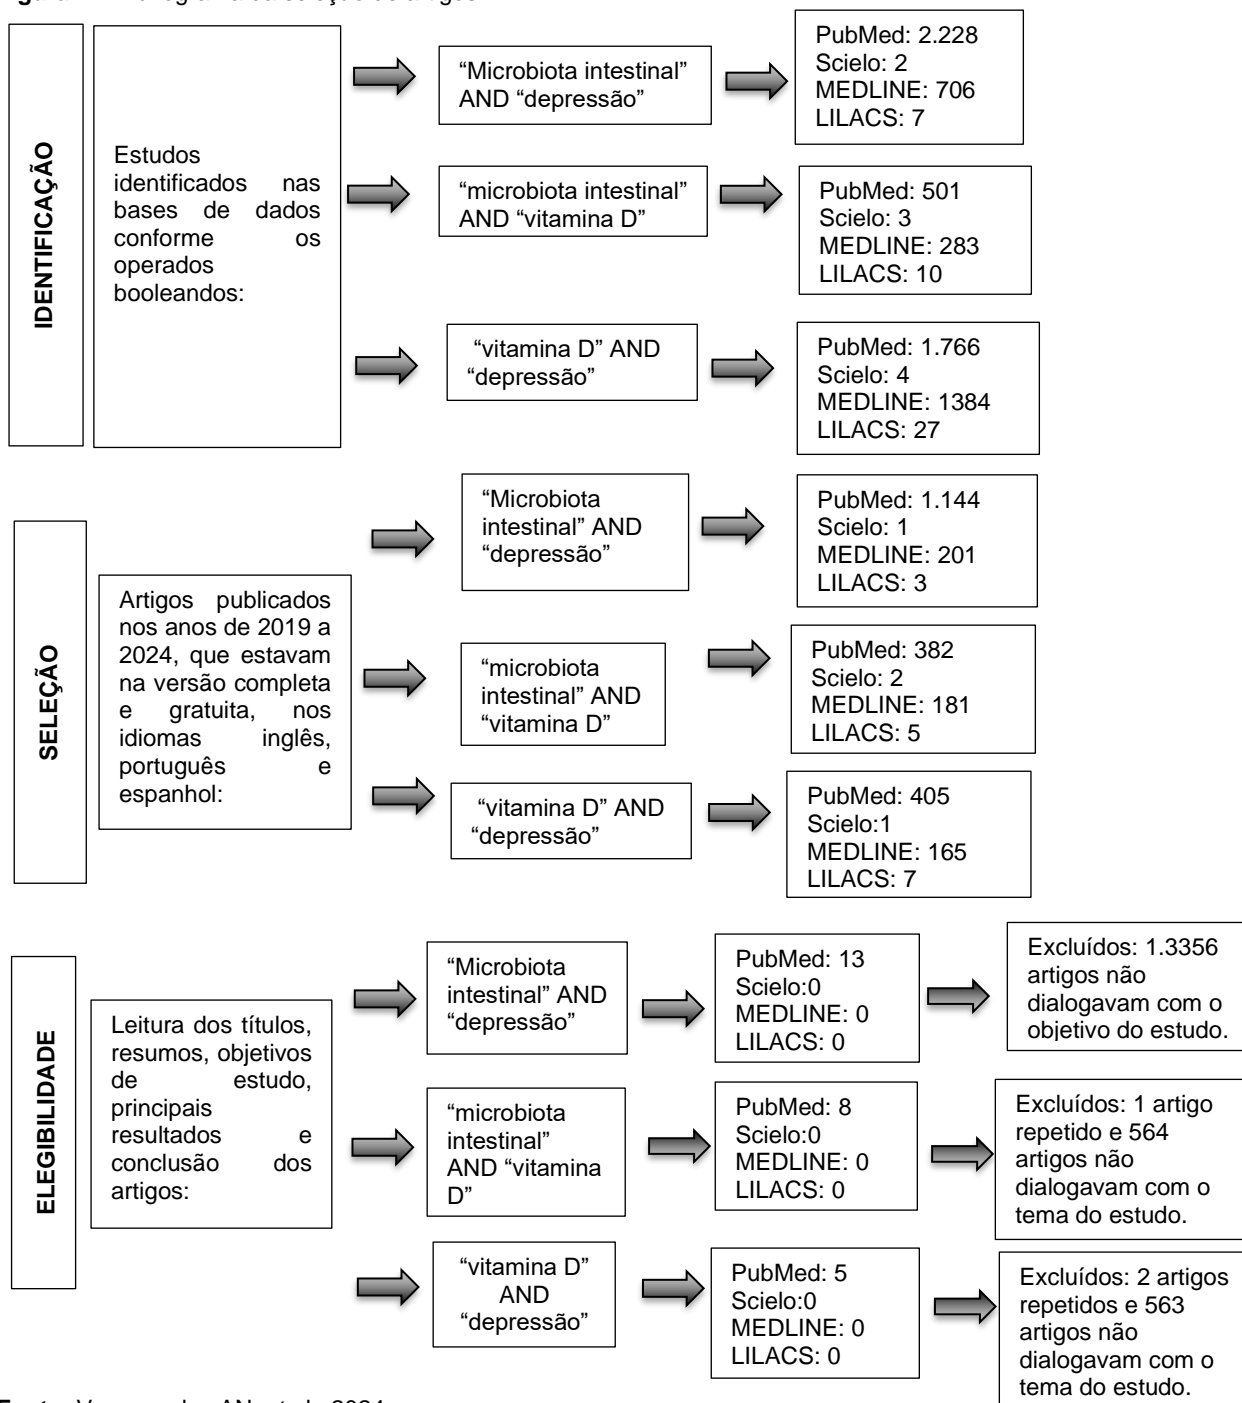 IDENTIFICAÇÃO
Estudos
identificados nas
bases de dados
conforme os
operados
booleandos:
“Microbiota intestinal”
AND “depressão”
PubMed: 2.228
Scielo: 2
MEDLINE: 706
LILACS: 7
“microbiota intestinal”
AND “vitamina D”
PubMed: 501
Scielo: 3
MEDLINE: 283
LILACS: 10
“vitamina D” AND
“depressão”
PubMed: 1.766
Scielo: 4
MEDLINE: 1384
LILACS: 27
SELEÇÃO
Artigos publicados
nos anos de 2019 a
2024, que estavam
na versão completa
e gratuita, nos
idiomas inglês,
português e
espanhol:
“Microbiota
intestinal” AND
“depressão”
PubMed: 1.144
Scielo: 1
MEDLINE: 201
LILACS: 3
“microbiota
intestinal” AND
“vitamina D”
PubMed: 382
Scielo: 2
MEDLINE: 181
LILACS: 5
“vitamina D” AND
“depressão”
PubMed: 405
Scielo:1
MEDLINE: 165
LILACS: 7
ELEGIBILIDADE
Leitura dos títulos,
resumos, objetivos
de estudo,
principais
resultados e
conclusão dos
artigos:
“Microbiota
intestinal” AND
“depressão”
PubMed: 13
Scielo:0
MEDLINE: 0
LILACS: 0
Excluídos: 1.3356
artigos não
dialogavam com o
objetivo do estudo.
“microbiota
intestinal”
AND “vitamina
D”
PubMed: 8
Scielo:0
MEDLINE: 0
LILACS: 0
Excluídos: 1 artigo
repetido e 564
artigos não
dialogavam com o
tema do estudo.
“vitamina D”
AND
“depressão”
PubMed: 5
Scielo:0
MEDLINE: 0
LILACS: 0
Excluídos: 2 artigos
repetidos e 563
artigos não
dialogavam com o
tema do estudo.